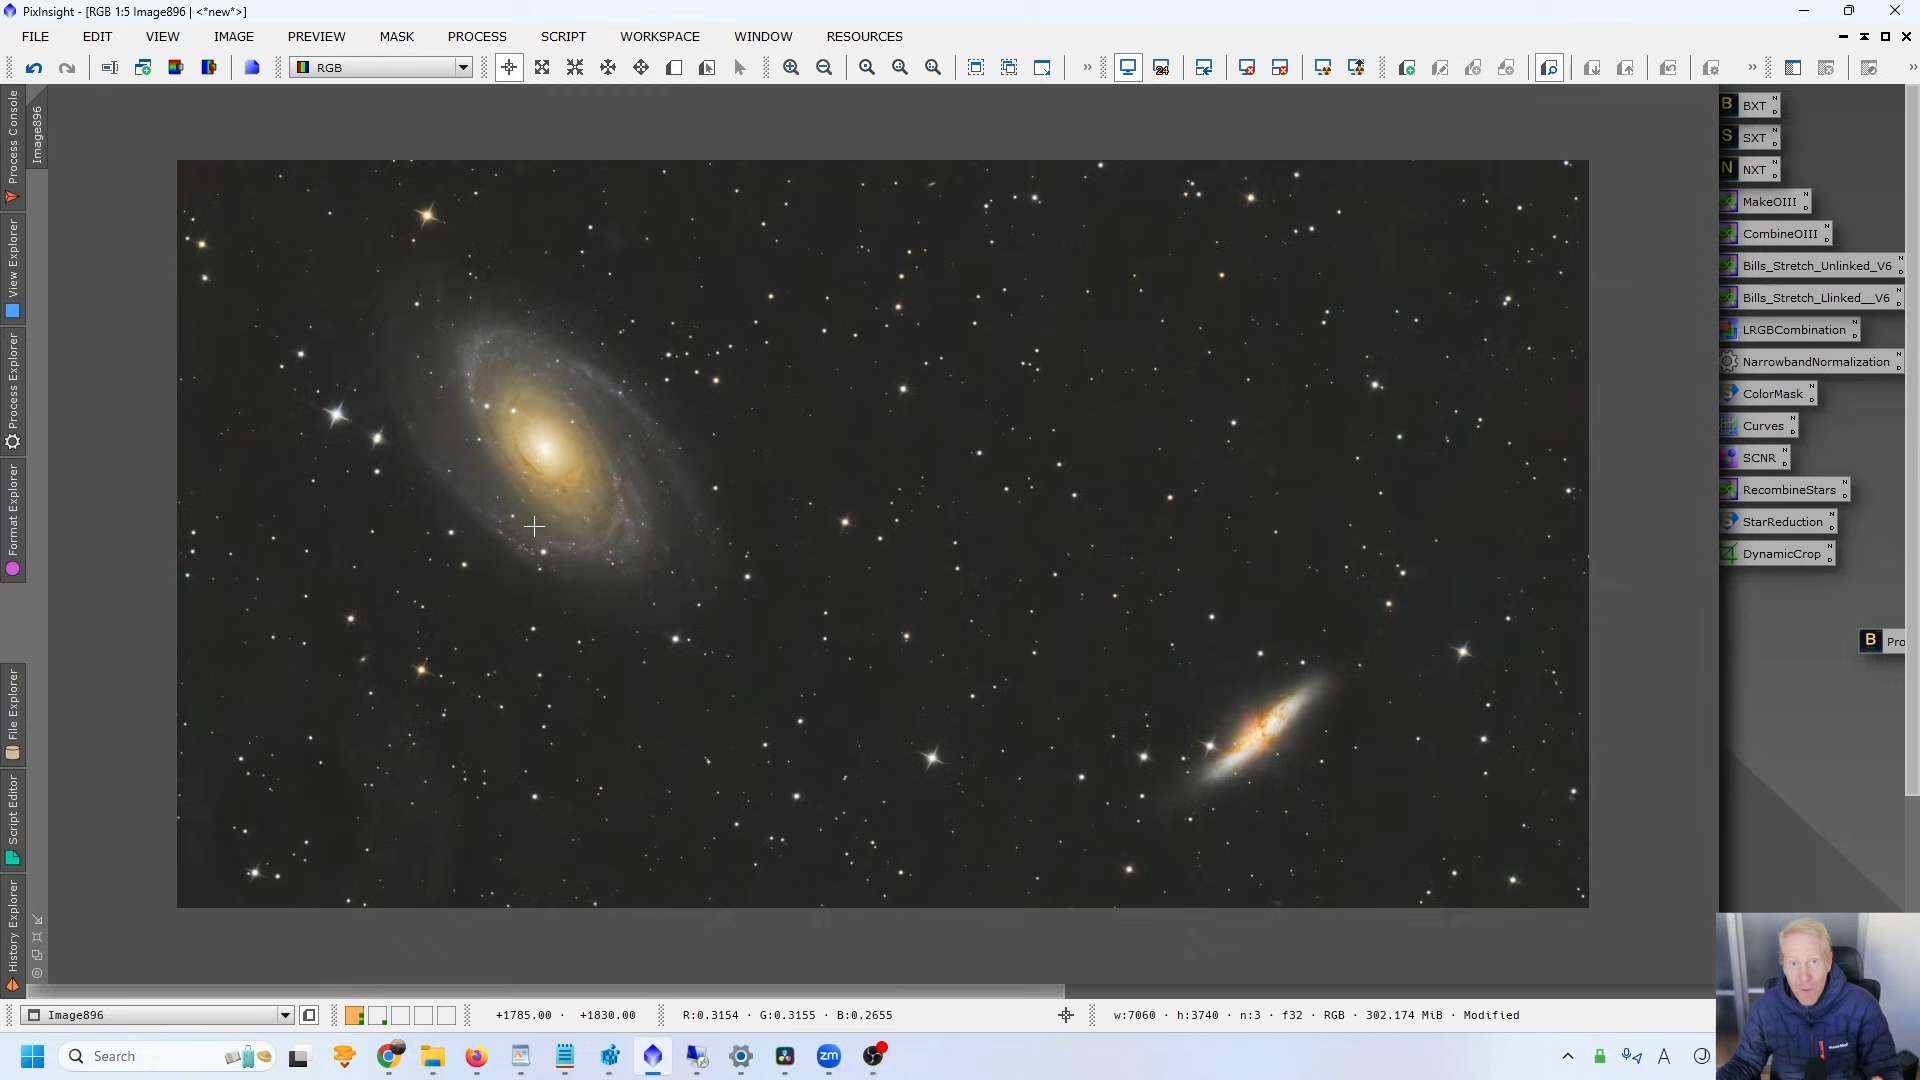 PixInsight - [RGB 1:5 Image896 | <*new*>]
FILE EDIT VIEW IMAGE PREVIEW MASK PROCESS SCRIPT WORKSPACE WINDOW RESOURCES
RGB
24
Process Console
View Explorer
Process Explorer
Format Explorer
File Explorer
Script Editor
History Explorer
Image896
B BXT N D
S SXT N D
N NXT N D
MakeOIII N D
CombineOIII N D
Bills_Stretch_Unlinked_V6 N D
Bills_Stretch_Llinked__V6 N D
LRGBCombination N D
NarrowbandNormalization N D
ColorMask N D
Curves N D
SCNR N D
RecombineStars N D
StarReduction N D
DynamicCrop N D
B Pro
Image896
+1785.00 · +1830.00
R:0.3154 · G:0.3155 · B:0.2655
w:7060 · h:3740 · n:3 · f32 · RGB · 302.174 MiB · Modified
Search
zm
A